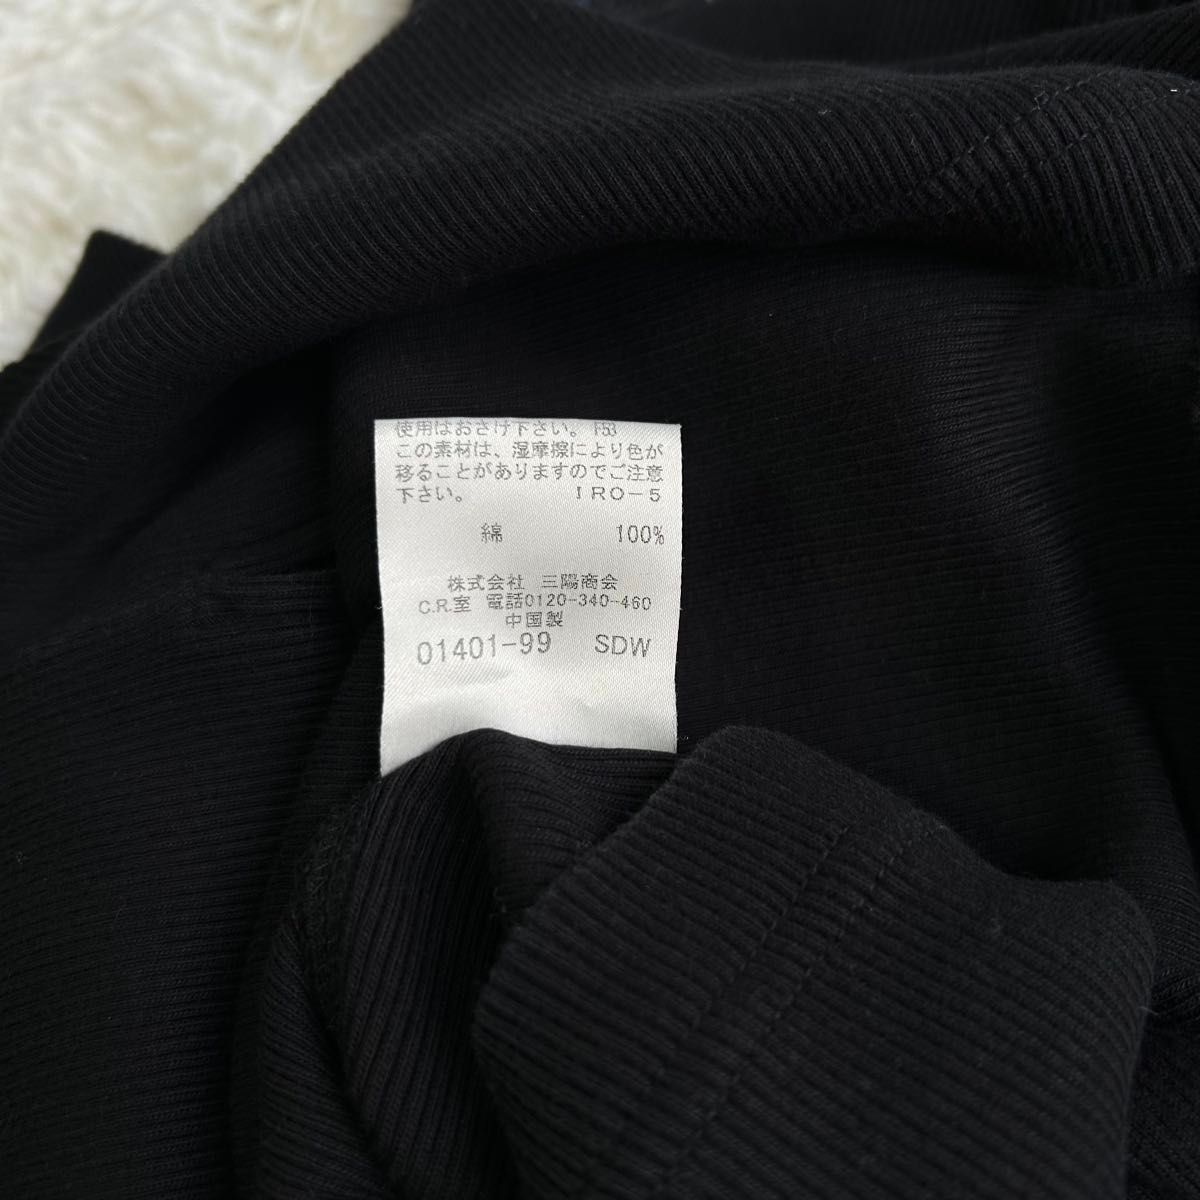 使用はおさけ下さい。F53
この素材は、湿摩擦により色が
移ることがありますのでご注意
下さい。 IRO-5
綿 100%
株式会社 三陽商会
C.R.室 電話0120-340-460
中国製
01401-99 SDW